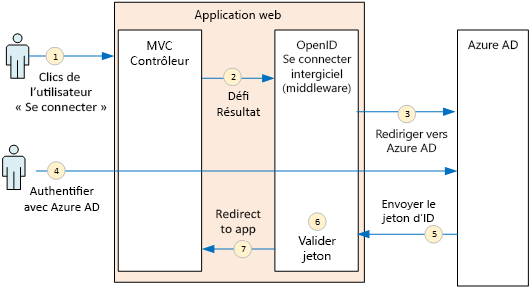 Application web
MVC
Contrôleur
OpenID
Se connecter
intergiciel
(middleware)
Azure AD
1
Clics de
l’utilisateur
« Se connecter »
2
Défi
Résultat
3
Rediriger vers
Azure AD
4
Authentifier
avec Azure AD
Envoyer le
jeton d’ID
5
6
Valider
jeton
Redirect
to app
7